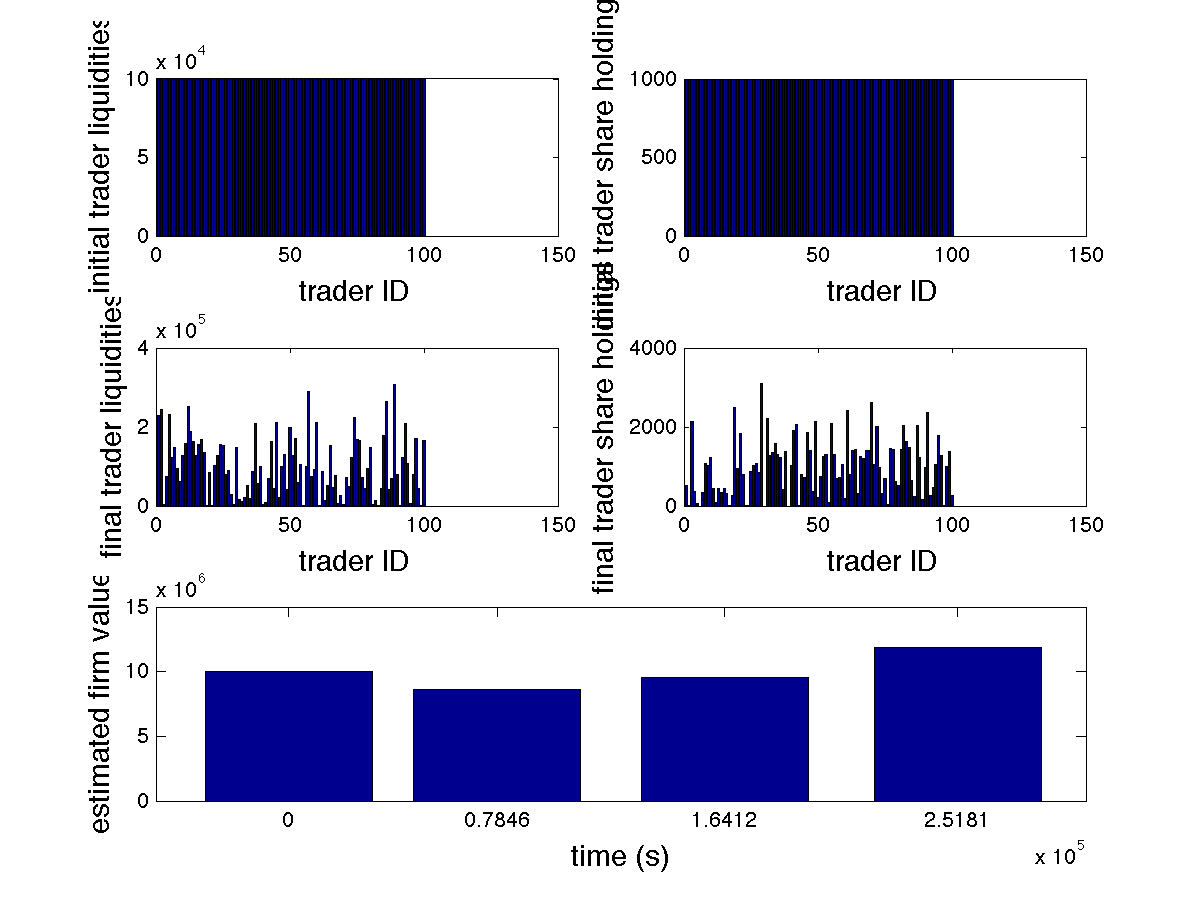 initial trader liquidities
x 10^4
10
5
0
0 50 100 150
trader ID
trader share holding
1000
500
0
0 50 100 150
trader ID
final trader liquidities
x 10^5
4
2
0
0 50 100 150
trader ID
final trader share holdings
4000
2000
0
0 50 100 150
trader ID
estimated firm value
x 10^6
15
10
5
0
0 0.7846 1.6412 2.5181
time (s)
x 10^5